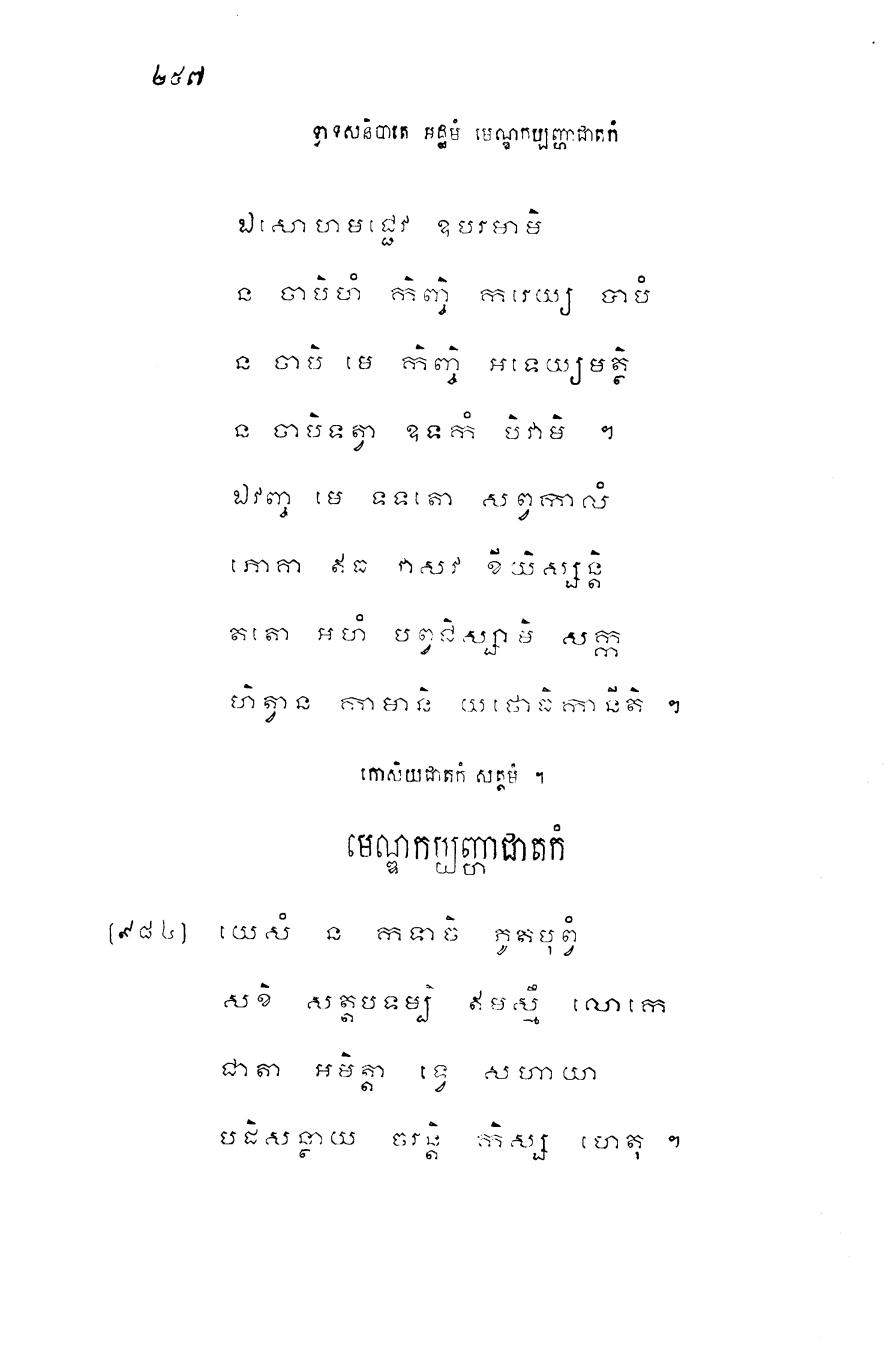 ២៥៧
ទ្វាទសនិបាតេ អដ្ឋមំ មេណ្ឌកប្បញ្ហាជាតកំ
ឯសោហមជ្ជេវ ឧបរមាមិ
ន ចាបិហំ កិញ្ចិ ករេយ្យ ចាបំ
ន ចាបិ មេ កិញ្ចិ អទេយ្យមត្ថិ
ន ចាបិទត្វា ឧទកំ បិវាមិ ។
ឯវញ្ច មេ ទទតោ សព្វកាលំ
ភោគា ឥធ វាសវ ខីយិស្សន្តិ
តតោ អហំ បព្វជិស្សាមិ សក្ក
ហិត្វាន កាមានិ យថោធិកានីតិ ។
កោសិយជាតកំ សត្តមំ ។
មេណ្ឌកប្បញ្ហាជាតកំ
(៩៨៤) យេសំ ន កទាចិ ភូតបុព្វំ
សខិ សត្តបទម្បិ ឥមស្មឹ លោកេ
ជាតា អមិត្តា ទ្វេ សហាយា
បដិសន្ធាយ ចរន្តិ កិស្ស ហេតុ ។